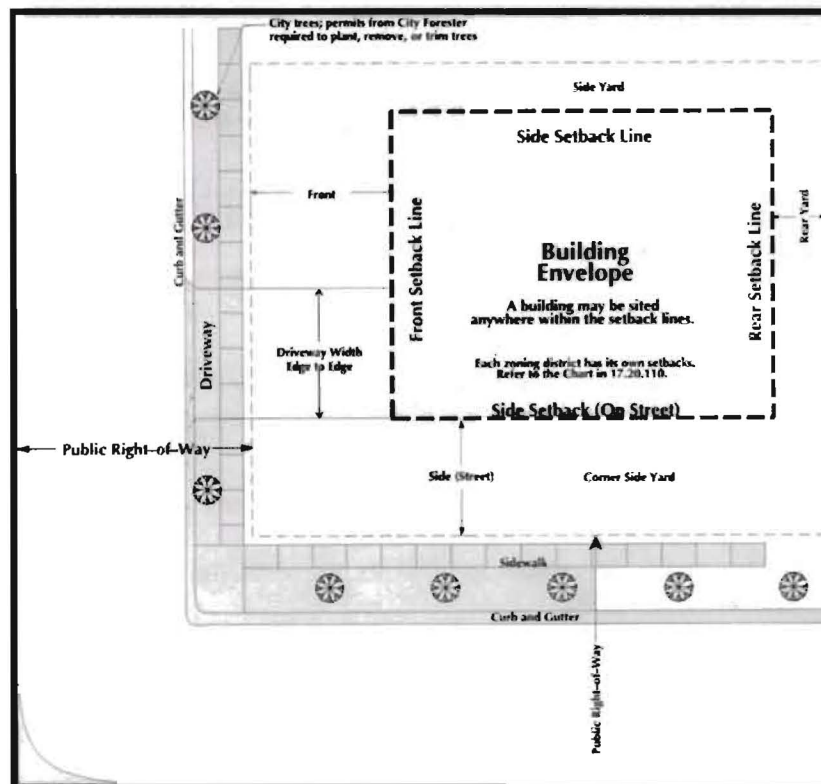 City trees; permits from City Forester
required to plant, remove, or trim trees
Side Yard
Side Setback Line
Front
Front Setback Line
Rear Setback Line
Rear Yard
Curb and Gutter
Building
Envelope
A building may be sited
anywhere within the setback lines.
Driveway
Driveway Width
Edge to Edge
Each zoning district has its own setbacks.
Refer to the Chart in 17.20.110.
Side Setback (On Street)
Public Right-of-Way
Side (Street)
Corner Side Yard
Sidewalk
Curb and Gutter
Public Right-of-Way